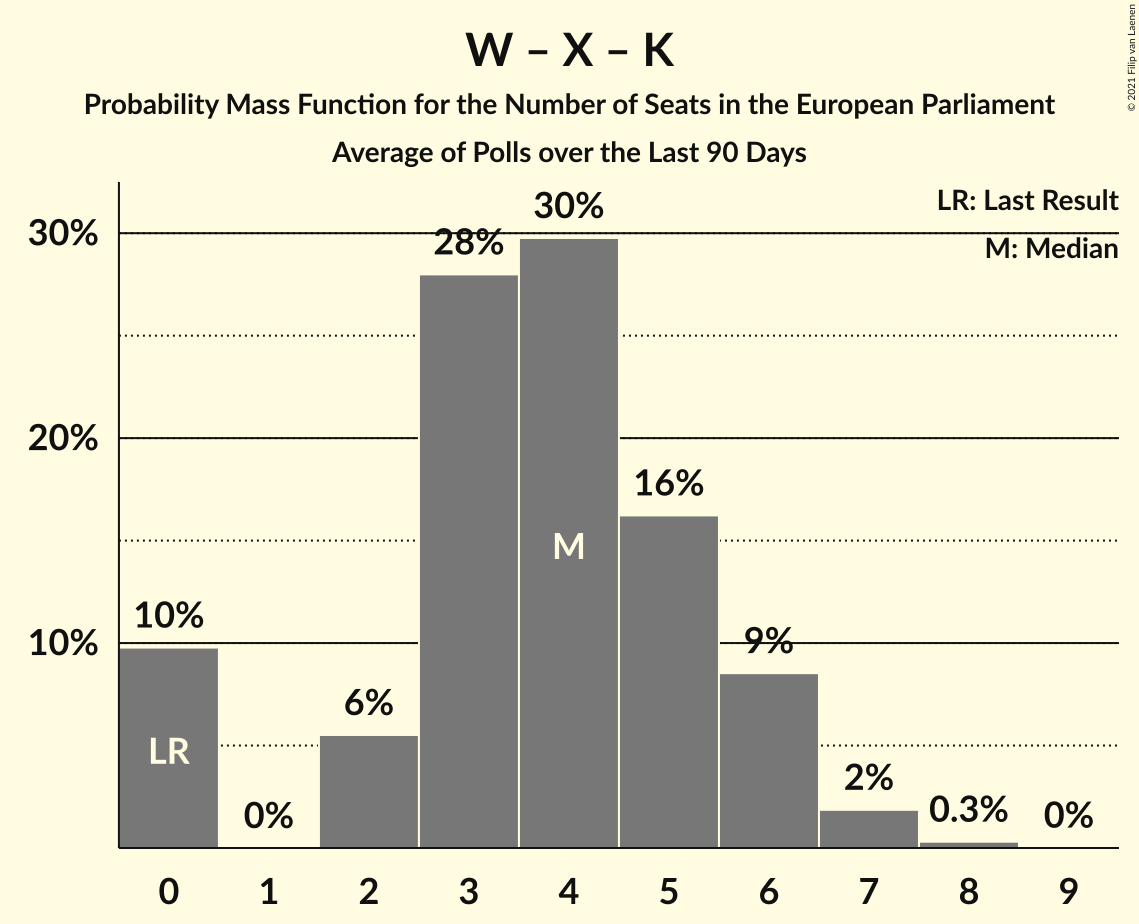 W – X – K
Probability Mass Function for the Number of Seats in the European Parliament
Average of Polls over the Last 90 Days
© 2021 Filip van Laenen
LR: Last Result
M: Median
30%
20%
10%
10%
0%
6%
28%
30%
16%
9%
2%
0.3%
0%
LR
M
0 1 2 3 4 5 6 7 8 9